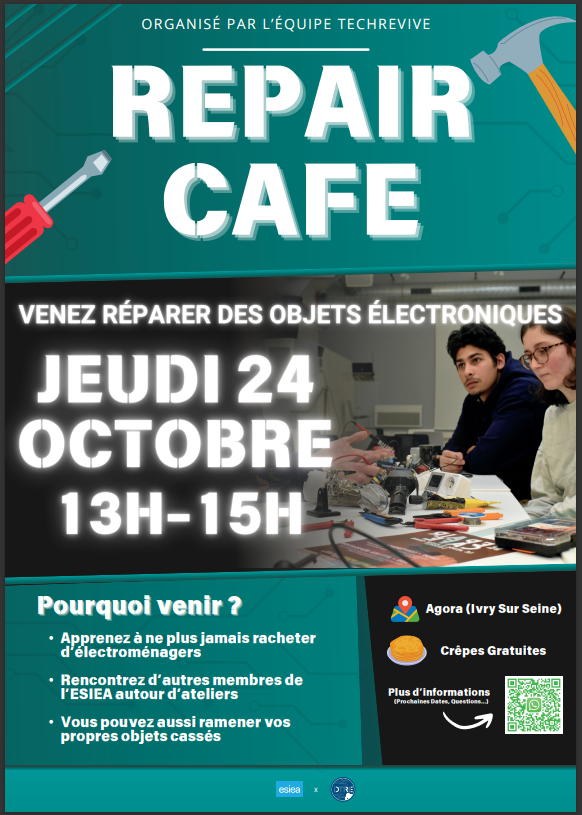 ORGANISÉ PAR L'ÉQUIPE TECHREVIVE
REPAIR
CAFE
VENEZ RÉPARER DES OBJETS ÉLECTRONIQUES
JEUDI 24
OCTOBRE
13H-15H
Pourquoi venir ?
• Apprenez à ne plus jamais racheter
d'électroménagers
• Rencontrez d'autres membres de
l'ESIEA autour d'ateliers
• Vous pouvez aussi ramener vos
propres objets cassés
Agora (Ivry Sur Seine)
Crêpes Gratuites
Plus d'informations
(Prochaines Dates, Questions...)
esiea x